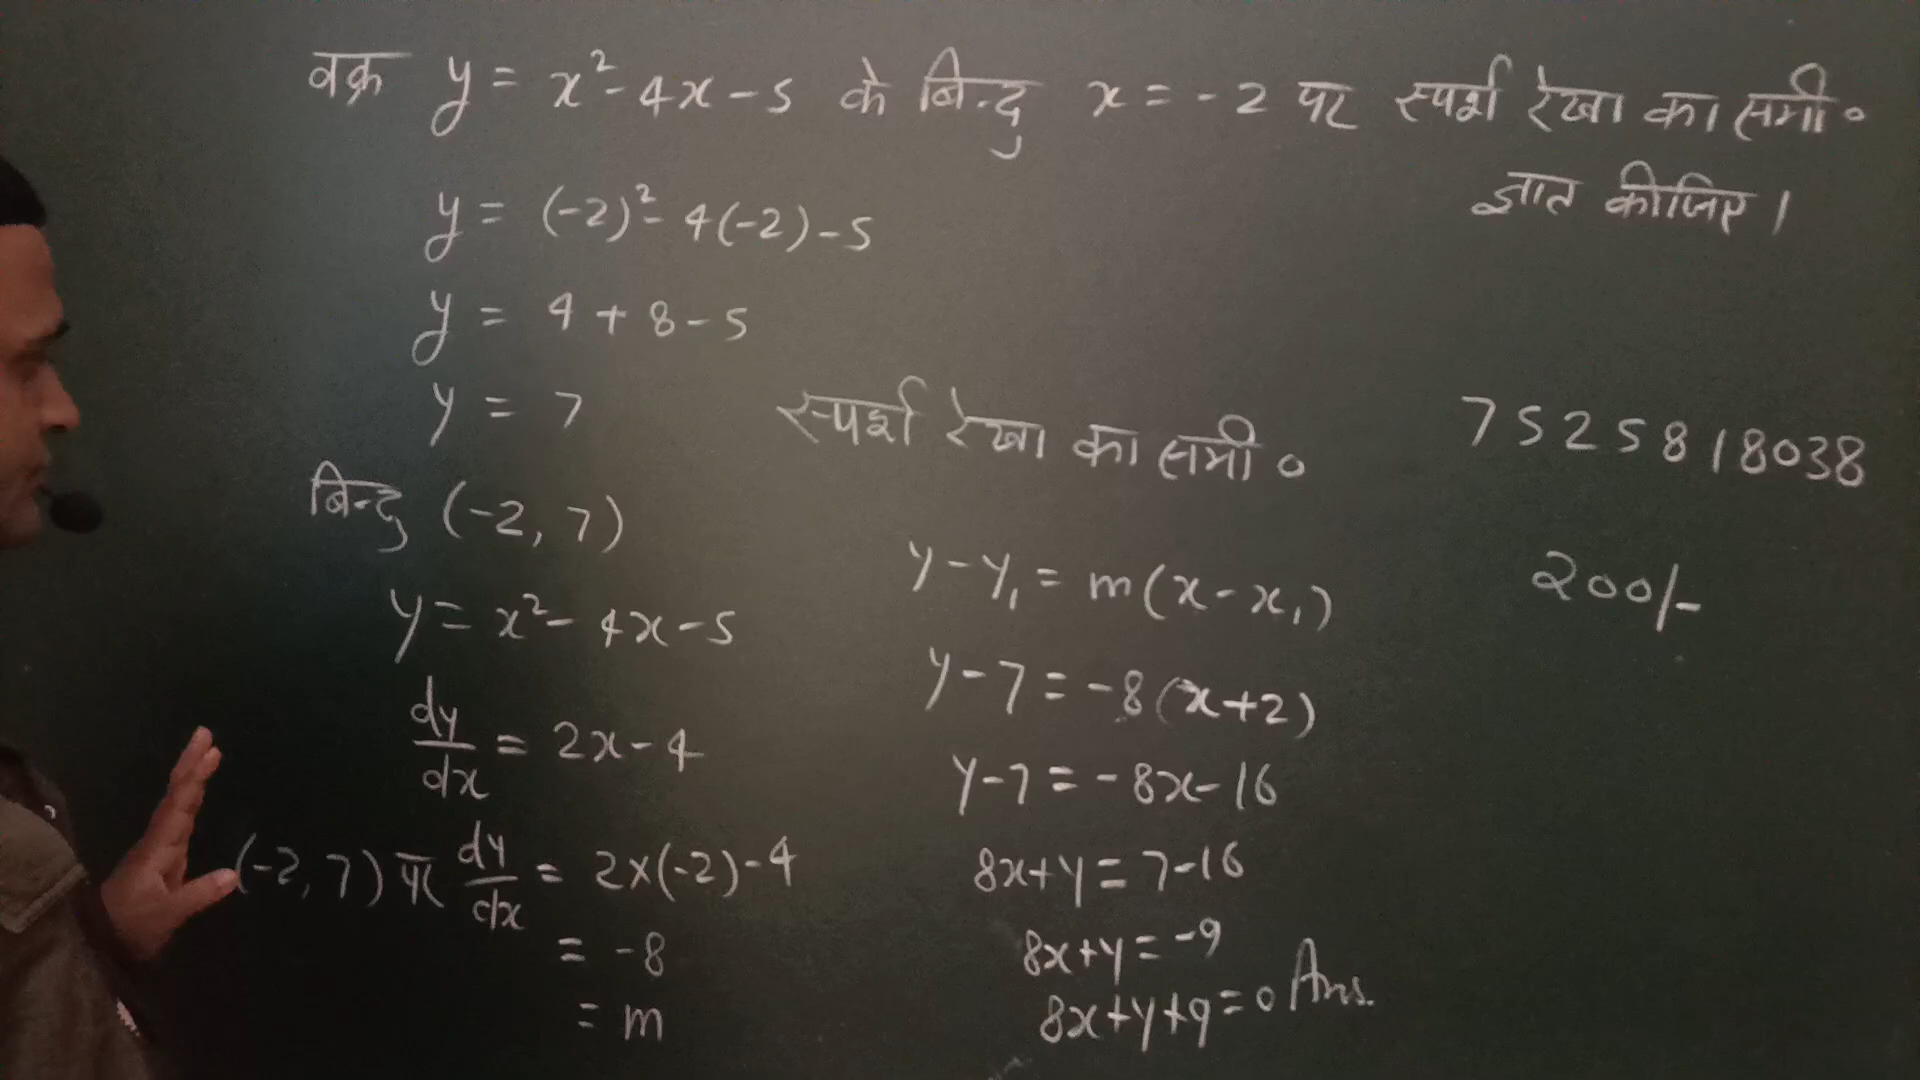 वक्र y = x² - 4x - 5 के बिन्दु x = -2 पर स्पर्श रेखा का समी०
ज्ञात कीजिए।
y = (-2)² - 4(-2) - 5
y = 4 + 8 - 5
y = 7
बिन्दु (-2, 7)
y = x² - 4x - 5
dy/dx = 2x - 4
(-2, 7) पर dy/dx = 2×(-2) - 4
= -8
= m
स्पर्श रेखा का समी०
y - y₁ = m(x - x₁)
y - 7 = -8(x + 2)
y - 7 = -8x - 16
8x + y = 7 - 16
8x + y = -9
8x + y + 9 = 0 Ans.
7525818038
200/-